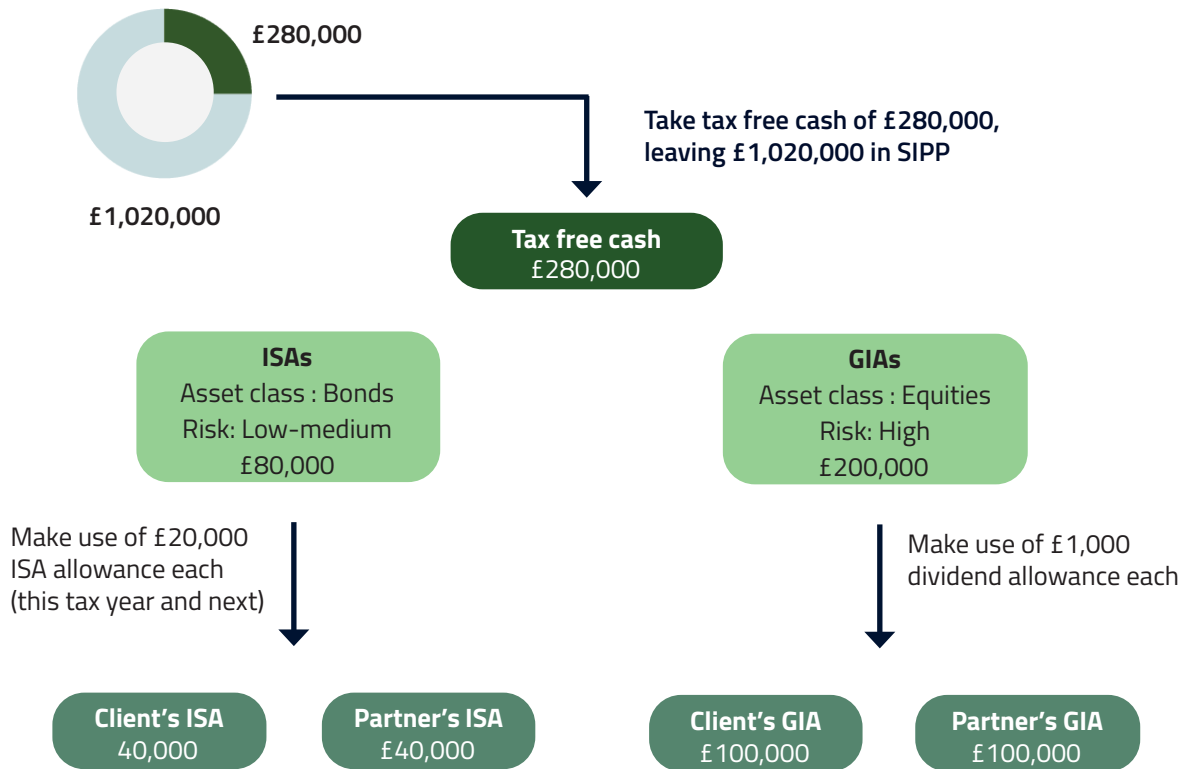 £280,000
£1,020,000
Take tax free cash of £280,000,
leaving £1,020,000 in SIPP
Tax free cash
£280,000
ISAs
Asset class : Bonds
Risk: Low-medium
£80,000
GIAs
Asset class : Equities
Risk: High
£200,000
Make use of £20,000
ISA allowance each
(this tax year and next)
Make use of £1,000
dividend allowance each
Client's ISA
40,000
Partner's ISA
£40,000
Client's GIA
£100,000
Partner's GIA
£100,000